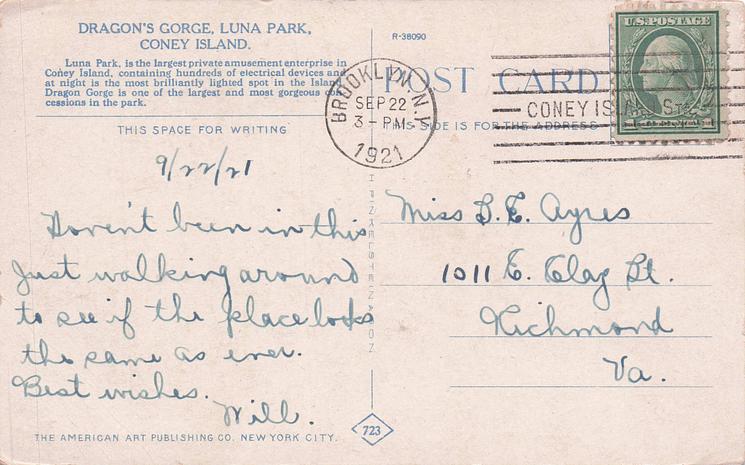 DRAGON'S GORGE, LUNA PARK,
CONEY ISLAND.
Luna Park, is the largest private amusement enterprise in
Coney Island, containing hundreds of electrical devices and
at night is the most brilliantly lighted spot in the Island
Dragon Gorge is one of the largest and most gorgeous
cessions in the park.
THIS SPACE FOR WRITING
9/22/21
Haven't been in this
Just walking around
to see if the place looks
the same as ever.
Best wishes.
Will.
THE AMERICAN ART PUBLISHING CO. NEW YORK CITY.
R-38090
POST CARD
THIS SIDE IS FOR THE ADDRESS
BROOKLYN N.Y.
SEP 22
3-PM
1921
CONEY ISLAND STA.
U.S. POSTAGE
Miss E. Ayres
1011 E. Clay St.
Richmond
Va.
723